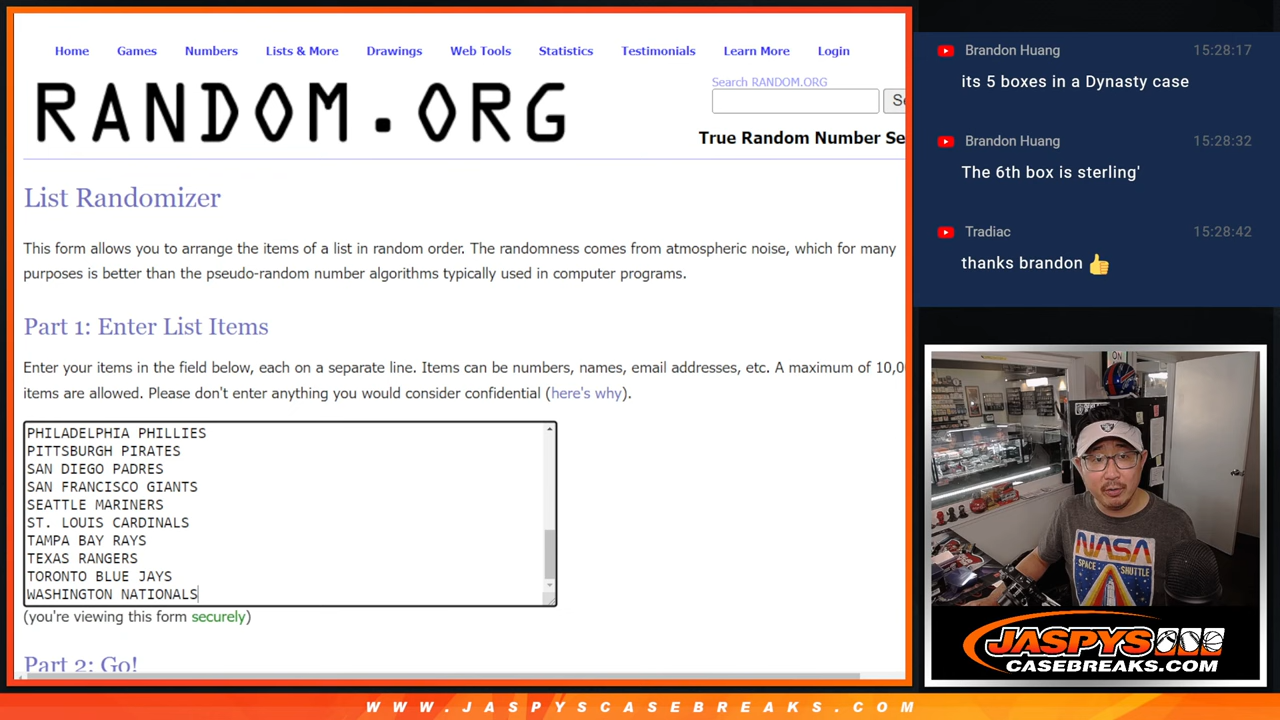 Home Games Numbers Lists & More Drawings Web Tools Statistics Testimonials Learn More Login
RANDOM.ORG
Search RANDOM.ORG
True Random Number Se
List Randomizer
This form allows you to arrange the items of a list in random order. The randomness comes from atmospheric noise, which for many
purposes is better than the pseudo-random number algorithms typically used in computer programs.
Part 1: Enter List Items
Enter your items in the field below, each on a separate line. Items can be numbers, names, email addresses, etc. A maximum of 10,0
items are allowed. Please don't enter anything you would consider confidential (here's why).
PHILADELPHIA PHILLIES
PITTSBURGH PIRATES
SAN DIEGO PADRES
SAN FRANCISCO GIANTS
SEATTLE MARINERS
ST. LOUIS CARDINALS
TAMPA BAY RAYS
TEXAS RANGERS
TORONTO BLUE JAYS
WASHINGTON NATIONALS
(you're viewing this form securely)
Part 2: Go!
Brandon Huang 15:28:17
its 5 boxes in a Dynasty case
Brandon Huang 15:28:32
The 6th box is sterling'
Tradiac 15:28:42
thanks brandon 👍
ON
NASA
SPACE SHUTTLE
JASPYS
CASEBREAKS.COM
WWW.JASPYSCASEBREAKS.COM